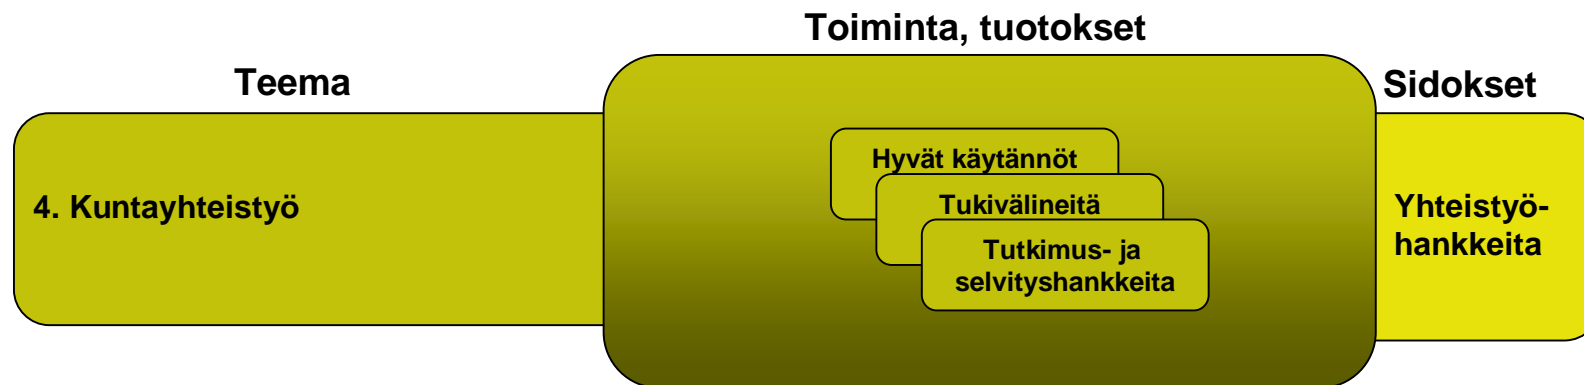 Toiminta, tuotokset
Teema
Sidokset
4. Kuntayhteistyö
Hyvät käytännöt
Tukivälineitä
Tutkimus- ja
selvityshankkeita
Yhteistyö-
hankkeita